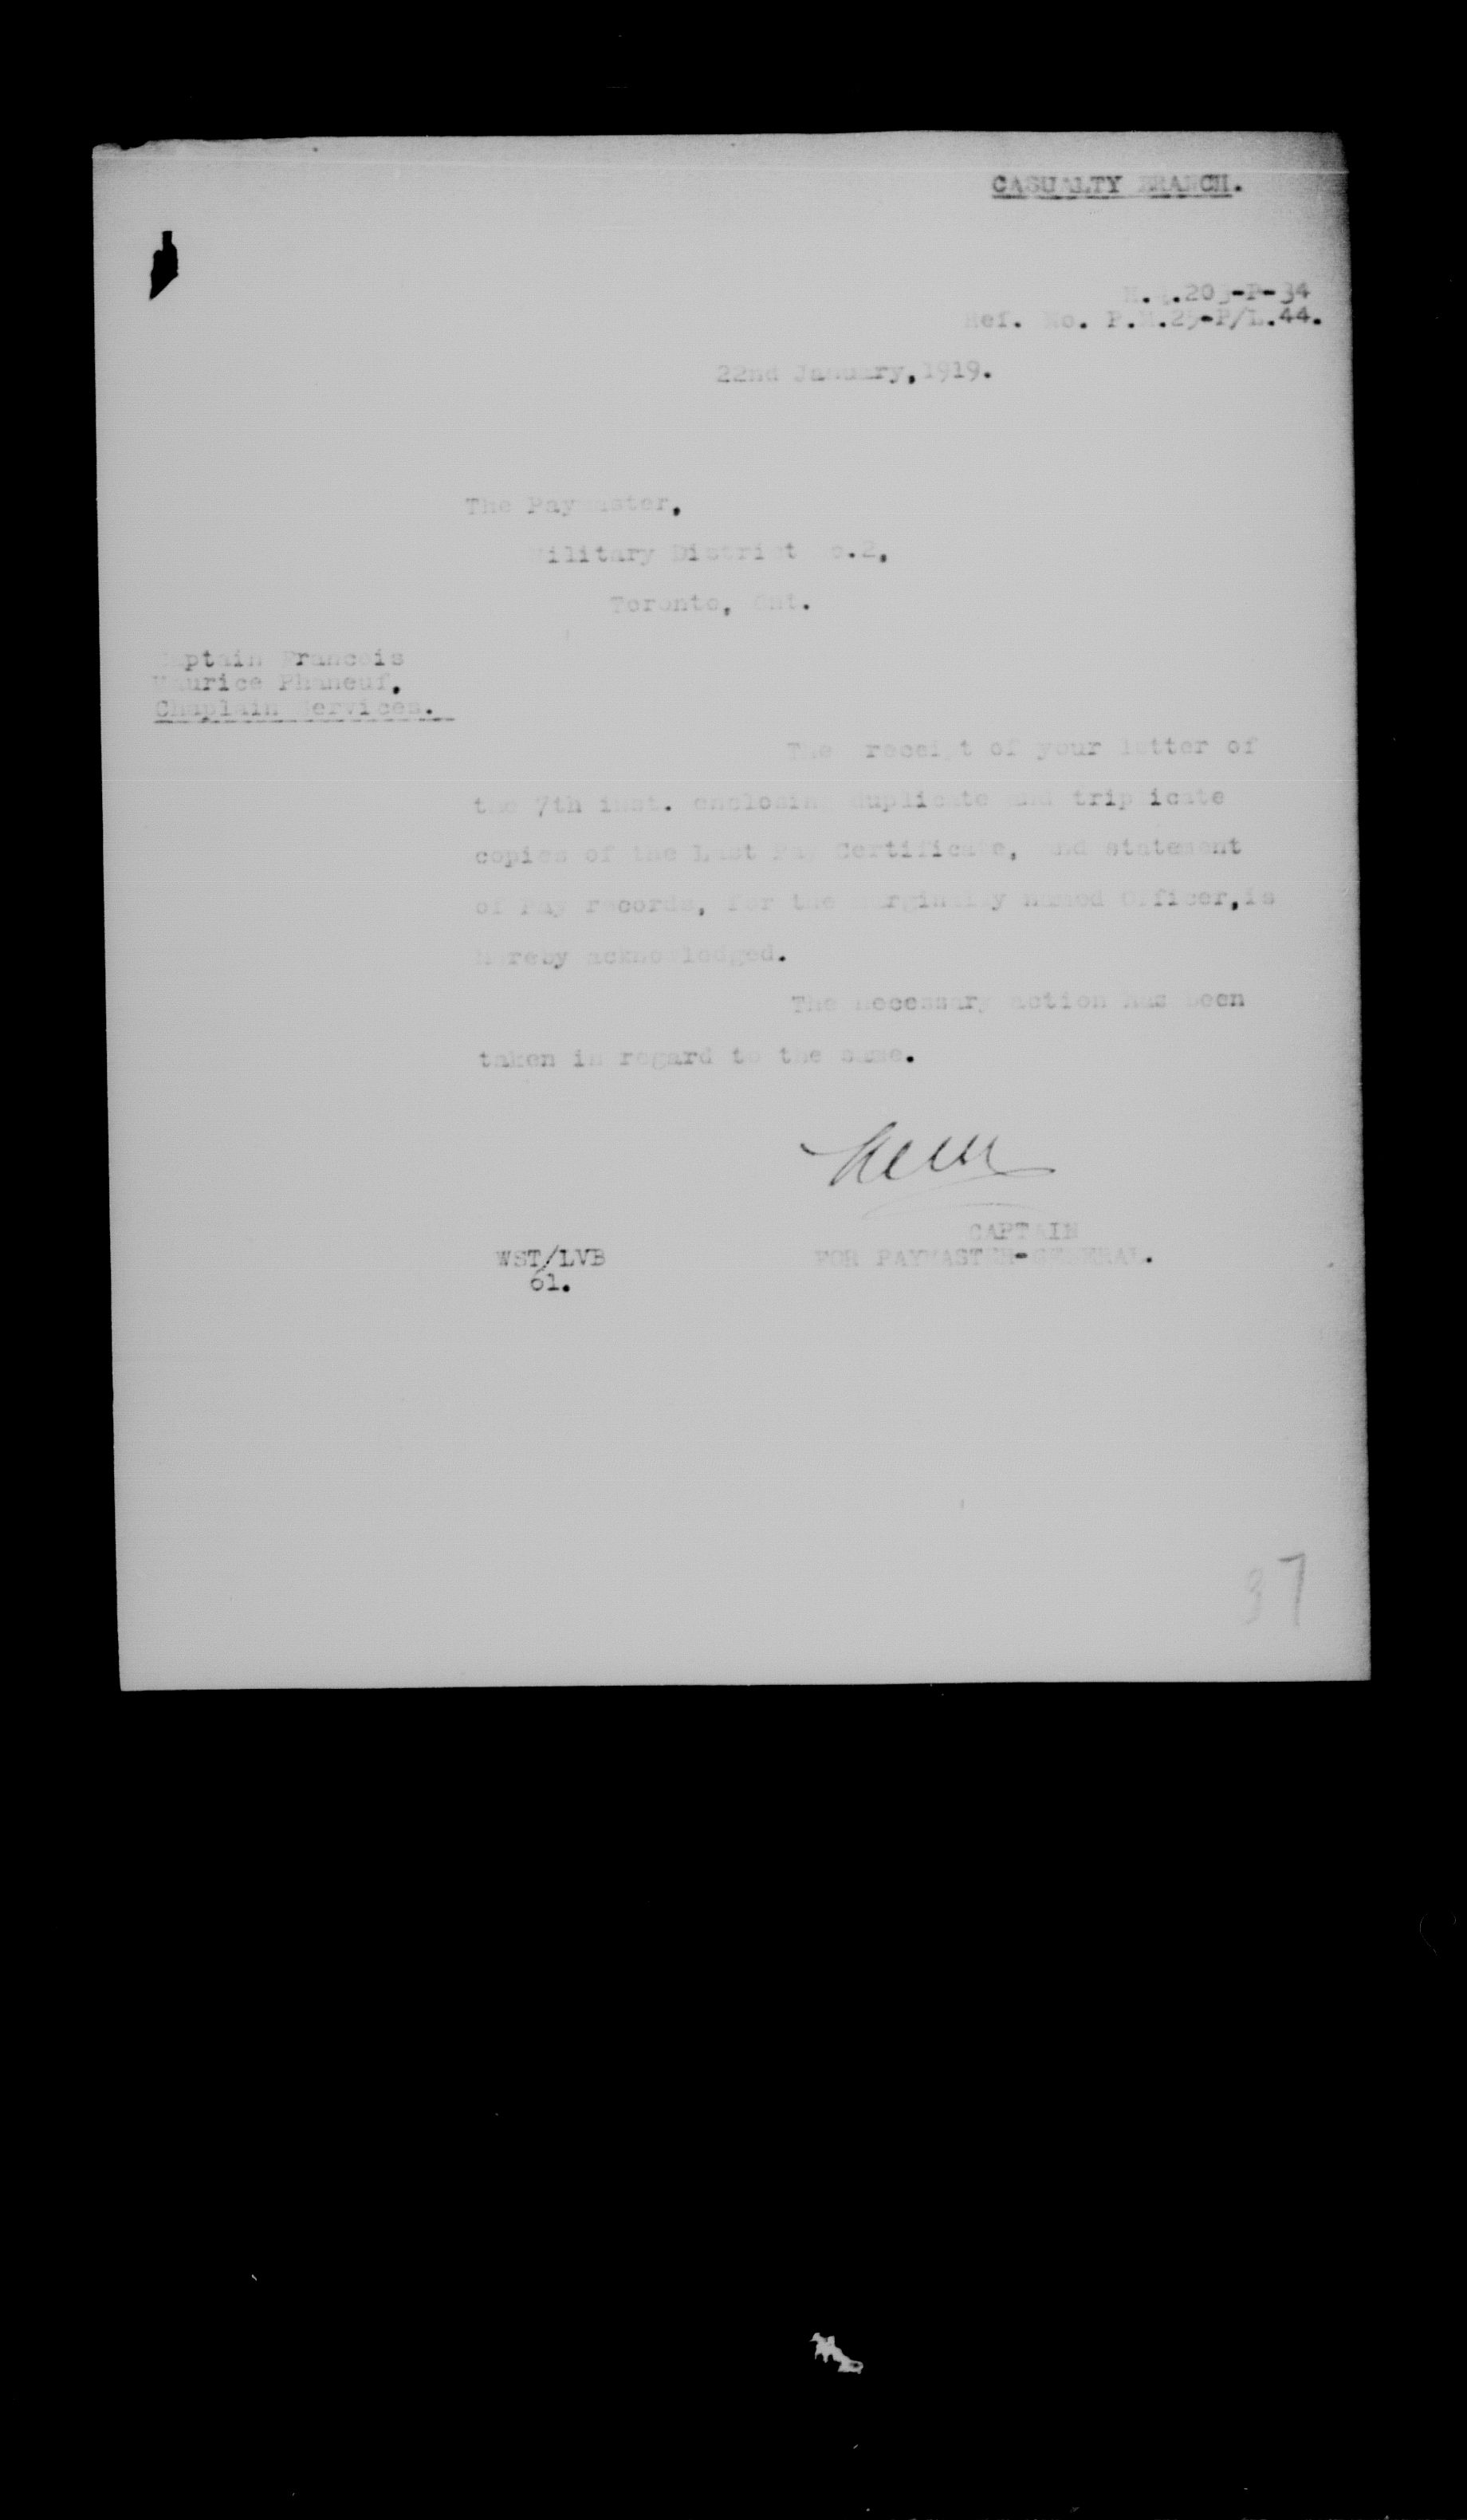 CASUALTY BRANCH.
203-P-34
Ref. No. P.M.25-P/L.44.
22nd January, 1919.
The Paymaster,
Military District No.2,
Toronto, Ont.
Captain Francois
Maurice Phaneuf,
Chaplain Services.
The receipt of your letter of
the 7th inst. enclosing duplicate and triplicate
copies of the Last Pay Certificate, and statement
of Pay records, for the marginally named Officer, is
hereby acknowledged.
The necessary action has been
taken in regard to the same.
CAPTAIN
FOR PAYMASTER-GENERAL.
WST/LVB
61.
37